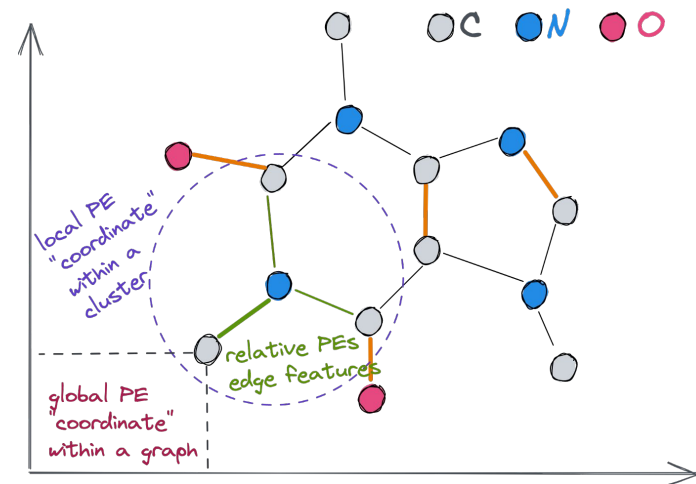 C N O
local PE
"coordinate"
within a
cluster
relative PEs
edge features
global PE
"coordinate"
within a graph